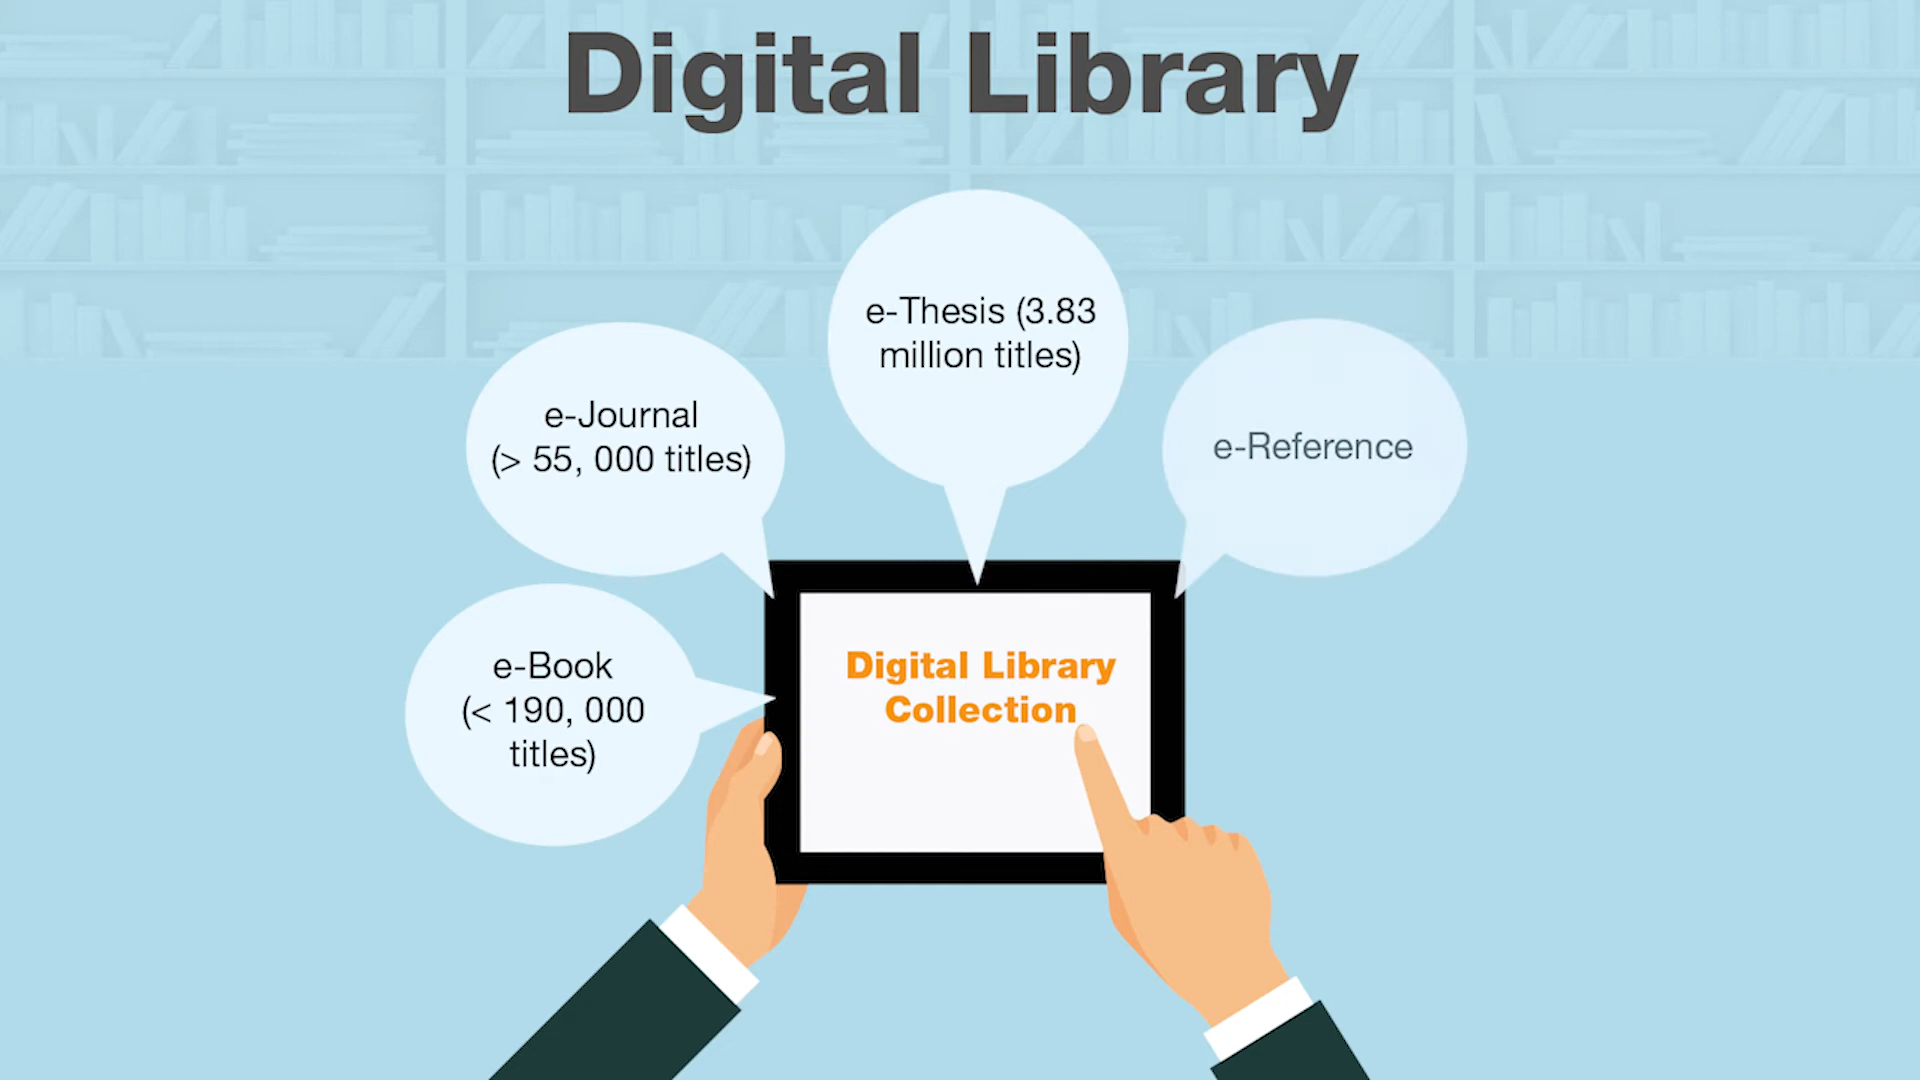 Digital Library
e-Thesis (3.83
million titles)
e-Journal
(> 55, 000 titles)
e-Reference
e-Book
(< 190, 000
titles)
Digital Library
Collection